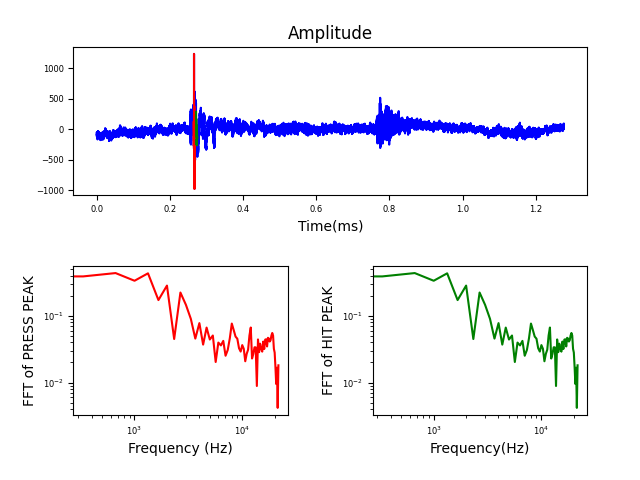 Amplitude
1000
500
0
−500
−1000
0.0 0.2 0.4 0.6 0.8 1.0 1.2
Time(ms)
FFT of PRESS PEAK
10⁻¹
10⁻²
10³ 10⁴
Frequency (Hz)
FFT of HIT PEAK
10⁻¹
10⁻²
10³ 10⁴
Frequency(Hz)